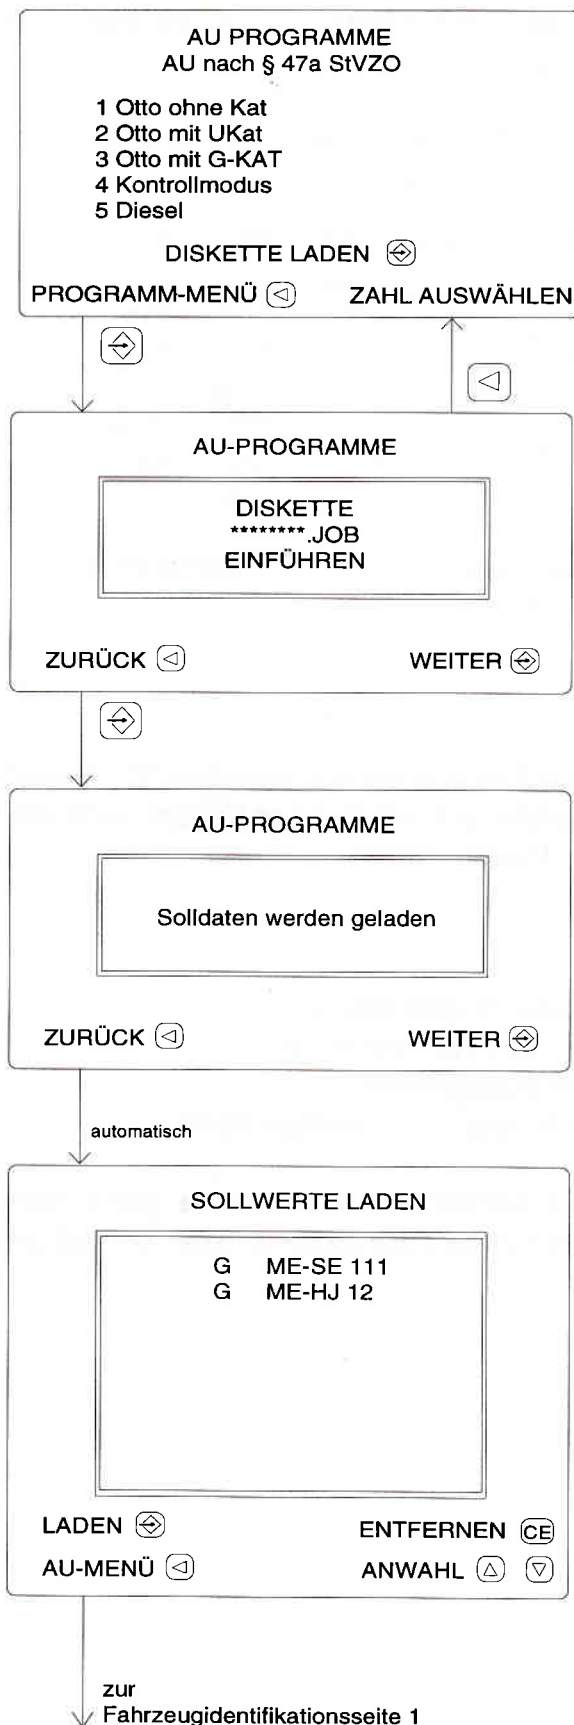 AU PROGRAMME
AU nach § 47a StVZO
1 Otto ohne Kat
2 Otto mit UKat
3 Otto mit G-KAT
4 Kontrollmodus
5 Diesel
DISKETTE LADEN
PROGRAMM-MENÜ ZAHL AUSWÄHLEN
AU-PROGRAMME
DISKETTE
********.JOB
EINFÜHREN
ZURÜCK WEITER
AU-PROGRAMME
Solldaten werden geladen
ZURÜCK WEITER
automatisch
SOLLWERTE LADEN
G ME-SE 111
G ME-HJ 12
LADEN ENTFERNEN CE
AU-MENÜ ANWAHL
zur
Fahrzeugidentifikationsseite 1